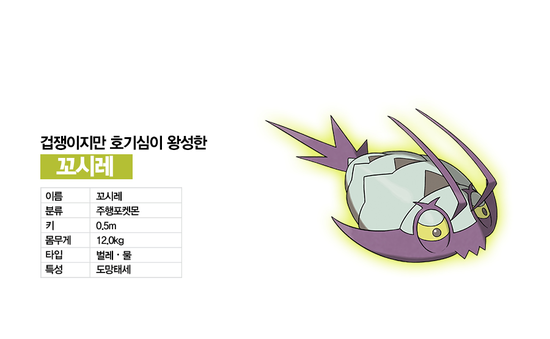 겁쟁이지만 호기심이 왕성한
꼬시레
이름 꼬시레
분류 주행포켓몬
키 0.5m
몸무게 12.0kg
타입 벌레 · 물
특성 도망태세